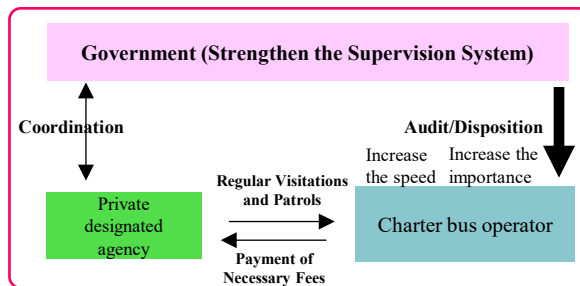 Government (Strengthen the Supervision System)
Coordination
Audit/Disposition
Increase the speed
Increase the importance
Regular Visitations
and Patrols
Private
designated
agency
Charter bus operator
Payment of
Necessary Fees